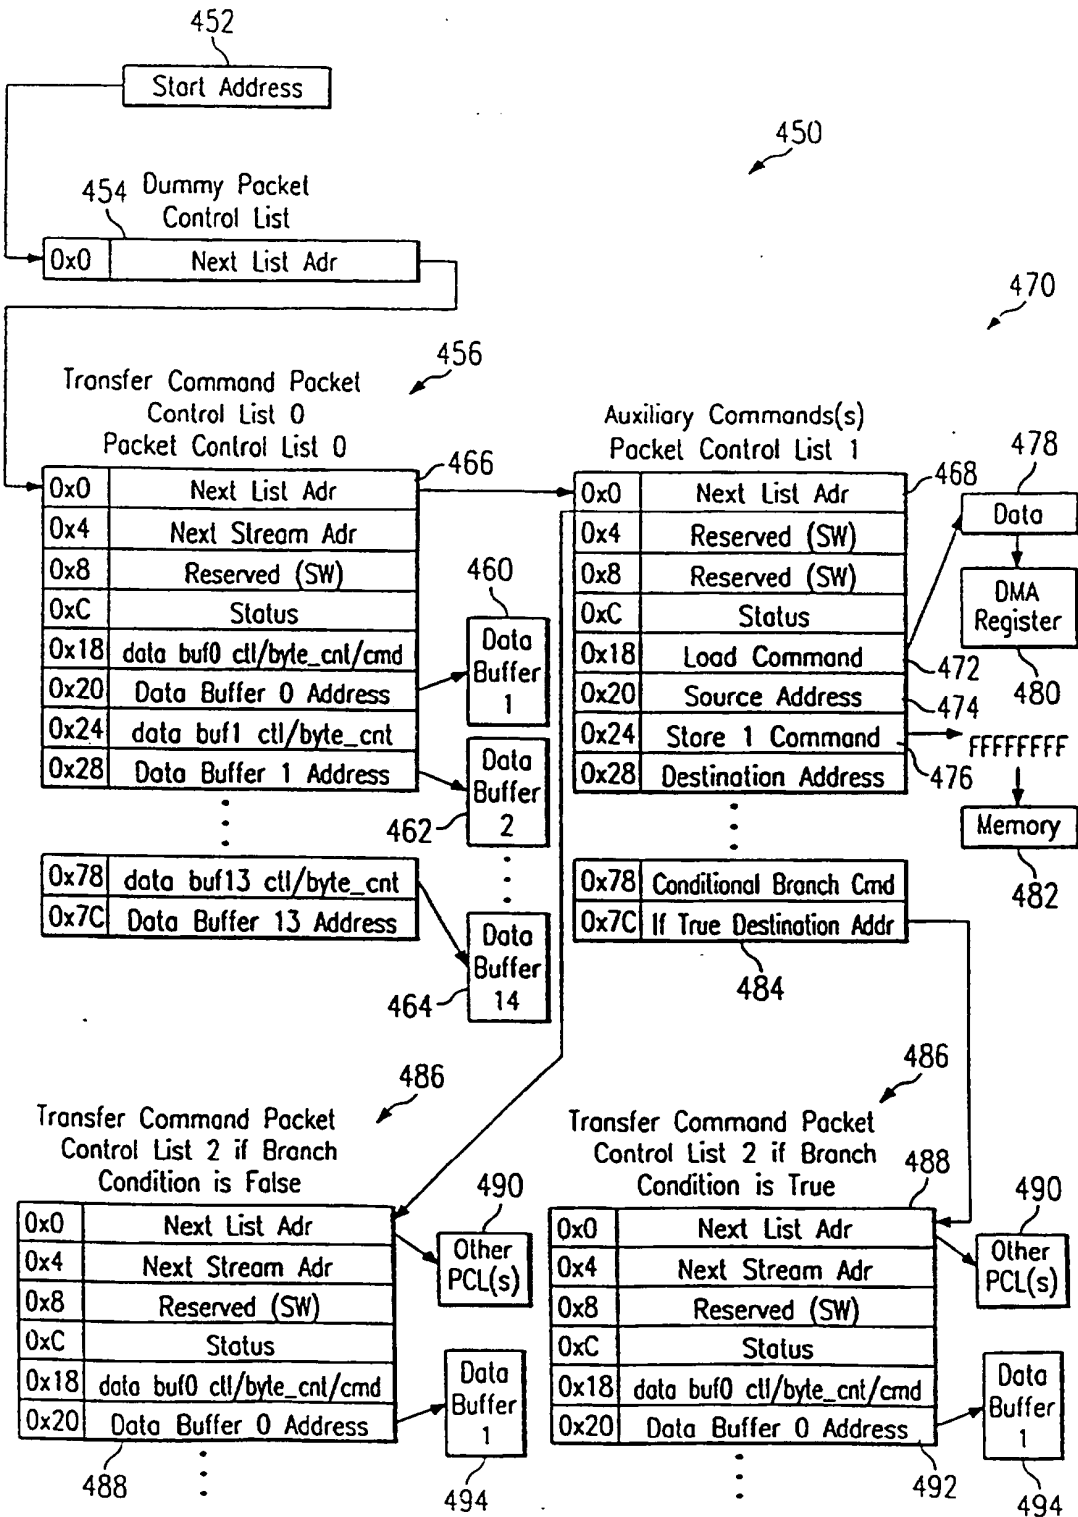 452
Start Address
450
454 Dummy Packet
Control List
0x0 Next List Adr
470
456
Transfer Command Packet
Control List 0
Packet Control List 0
466
0x0 Next List Adr
0x4 Next Stream Adr
0x8 Reserved (SW)
0xC Status
0x18 data buf0 ctl/byte_cnt/cmd
0x20 Data Buffer 0 Address
0x24 data buf1 ctl/byte_cnt
0x28 Data Buffer 1 Address
0x78 data buf13 ctl/byte_cnt
0x7C Data Buffer 13 Address
460
Data
Buffer
1
462
Data
Buffer
2
464
Data
Buffer
14
Auxiliary Commands(s)
Packet Control List 1
468
0x0 Next List Adr
0x4 Reserved (SW)
0x8 Reserved (SW)
0xC Status
0x18 Load Command
472
0x20 Source Address
474
0x24 Store 1 Command
476
0x28 Destination Address
0x78 Conditional Branch Cmd
0x7C If True Destination Addr
484
478
Data
DMA
Register
480
FFFFFFFF
Memory
482
486
Transfer Command Packet
Control List 2 if Branch
Condition is False
0x0 Next List Adr
0x4 Next Stream Adr
0x8 Reserved (SW)
0xC Status
0x18 data buf0 ctl/byte_cnt/cmd
0x20 Data Buffer 0 Address
488
490
Other
PCL(s)
Data
Buffer
1
494
486
Transfer Command Packet
Control List 2 if Branch
Condition is True
488
0x0 Next List Adr
0x4 Next Stream Adr
0x8 Reserved (SW)
0xC Status
0x18 data buf0 ctl/byte_cnt/cmd
0x20 Data Buffer 0 Address
492
490
Other
PCL(s)
Data
Buffer
1
494